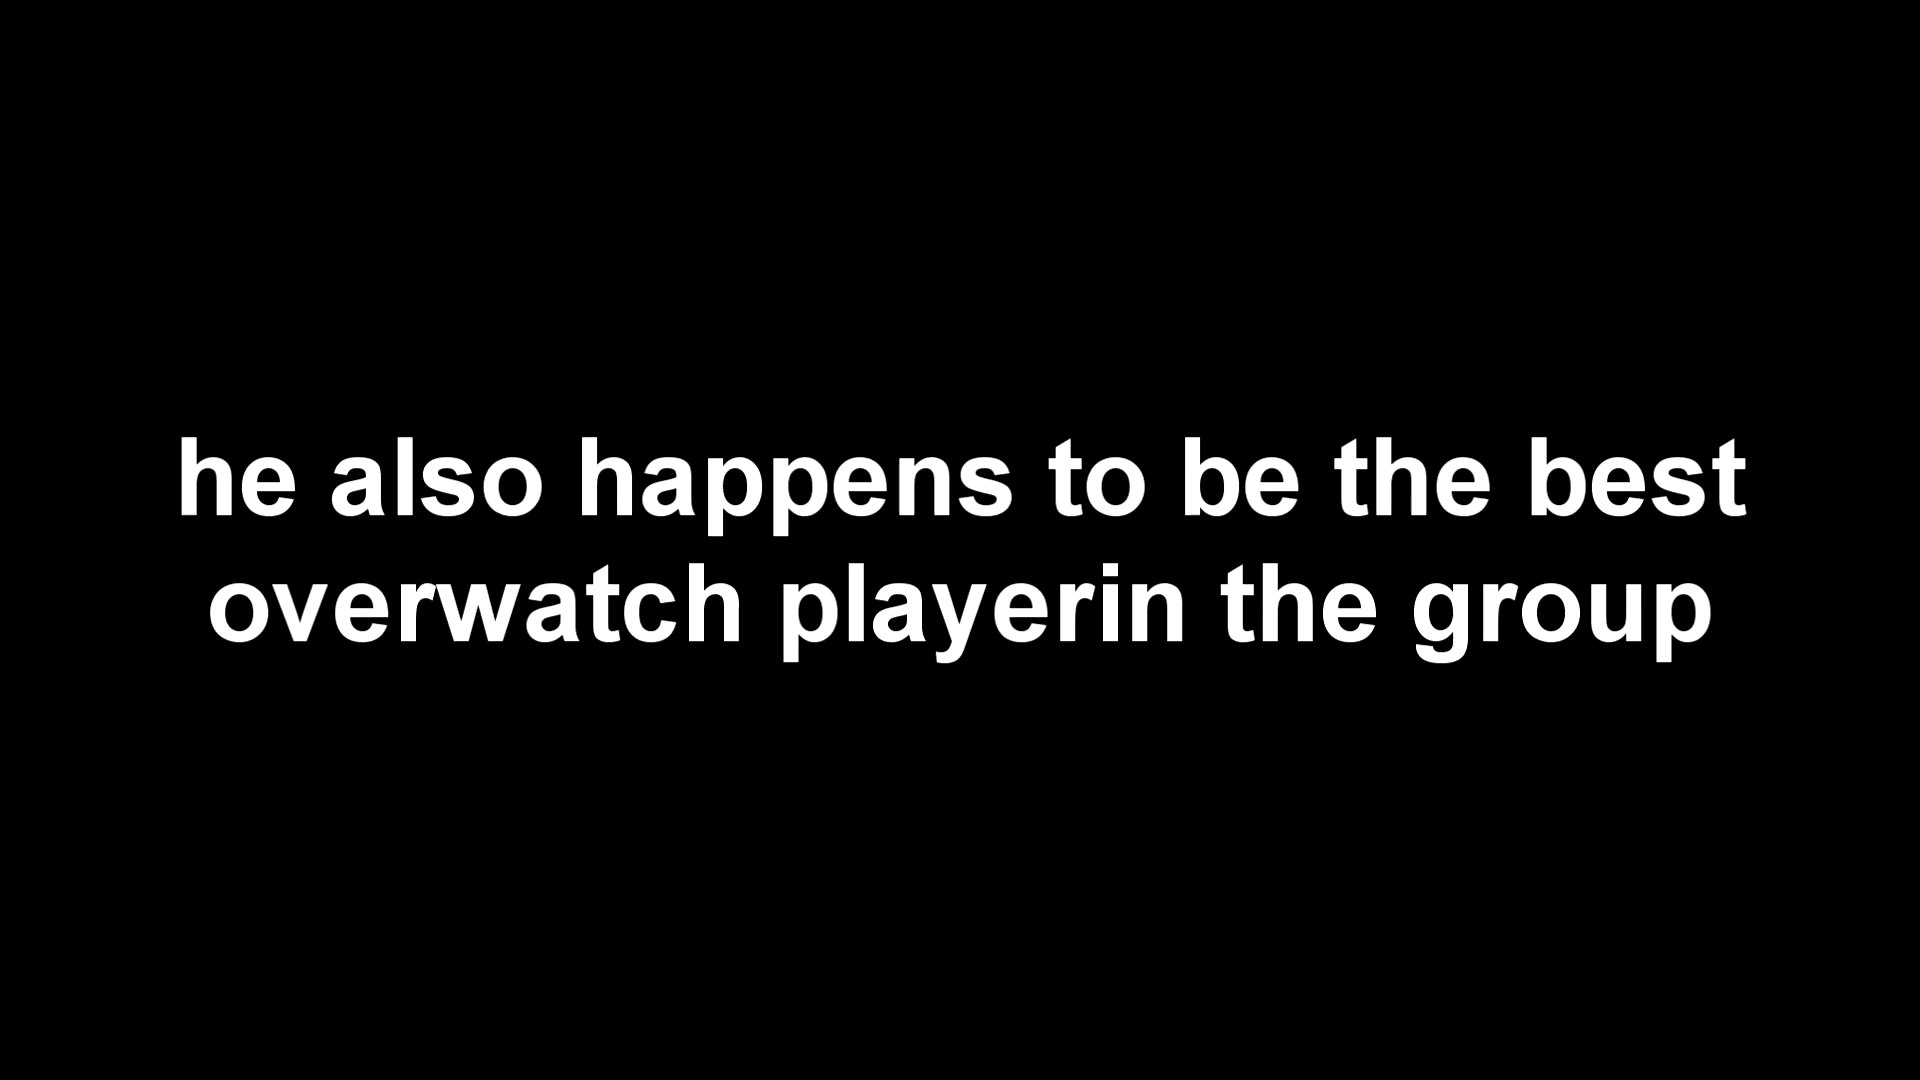 he also happens to be the best
overwatch playerin the group